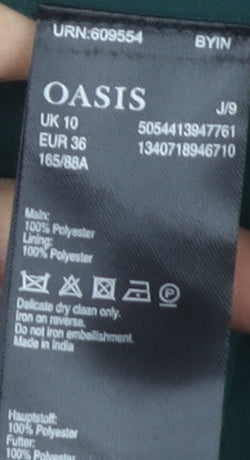 URN:609554 BYIN
OASIS J/9
UK 10 5054413947761
EUR 36 1340718946710
165/88A
Main:
100% Polyester
Lining:
100% Polyester
P
Delicate dry clean only.
Iron on reverse.
Do not iron embellishment.
Made in India
Hauptstoff:
100% Polyester
Futter:
100% Polyester